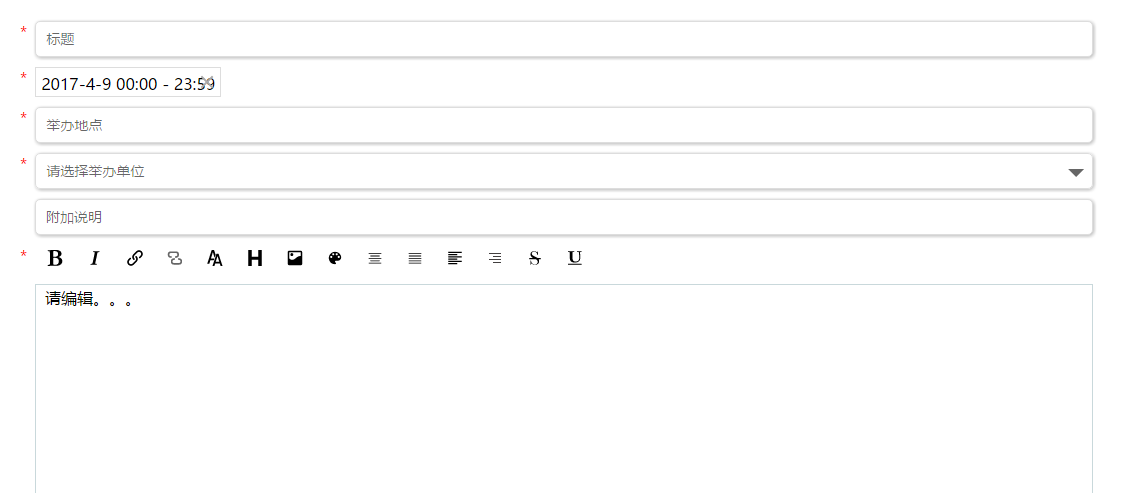 * 标题
* 2017-4-9 00:00 - 23:59
* 举办地点
* 请选择举办单位
附加说明
* B I A A H S U
请编辑。。。